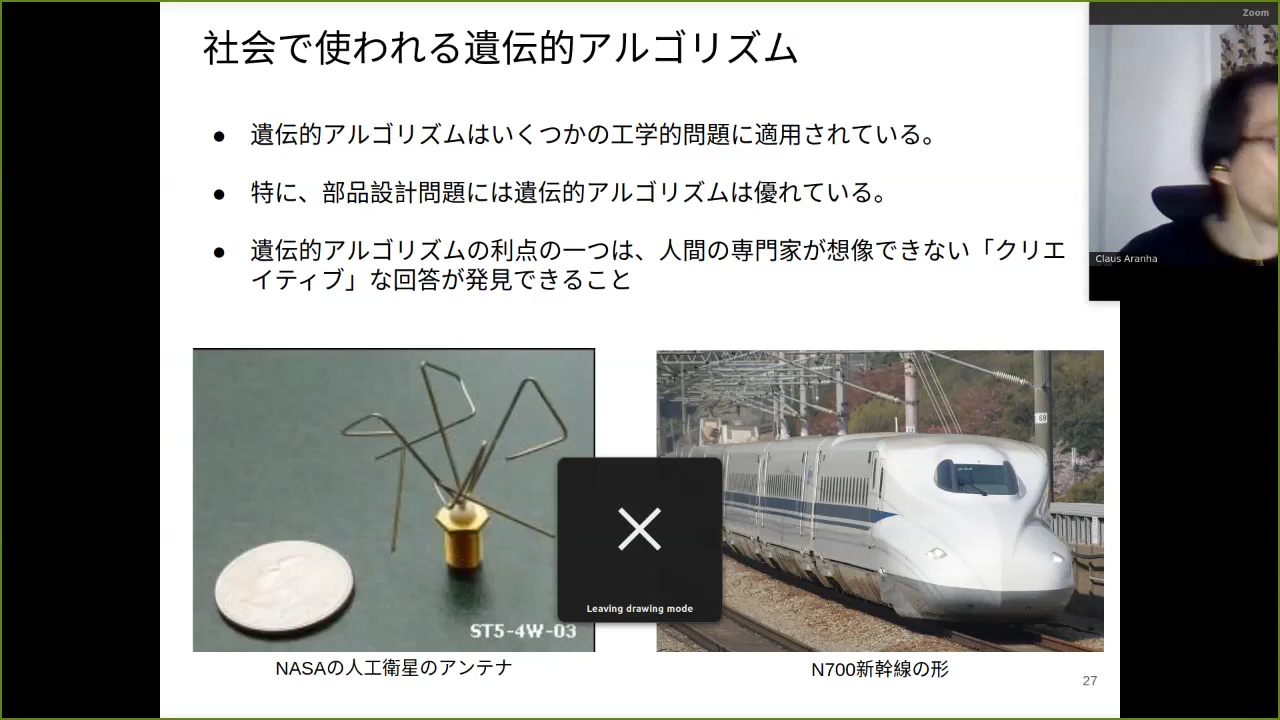 Zoom
社会で使われる遺伝的アルゴリズム
● 遺伝的アルゴリズムはいくつかの工学的問題に適用されている。
● 特に、部品設計問題には遺伝的アルゴリズムは優れている。
● 遺伝的アルゴリズムの利点の一つは、人間の専門家が想像できない「クリエ
イティブ」な回答が発見できること
Claus Aranha
68
Leaving drawing mode
ST5-4W-03
NASAの人工衛星のアンテナ
N700新幹線の形
27